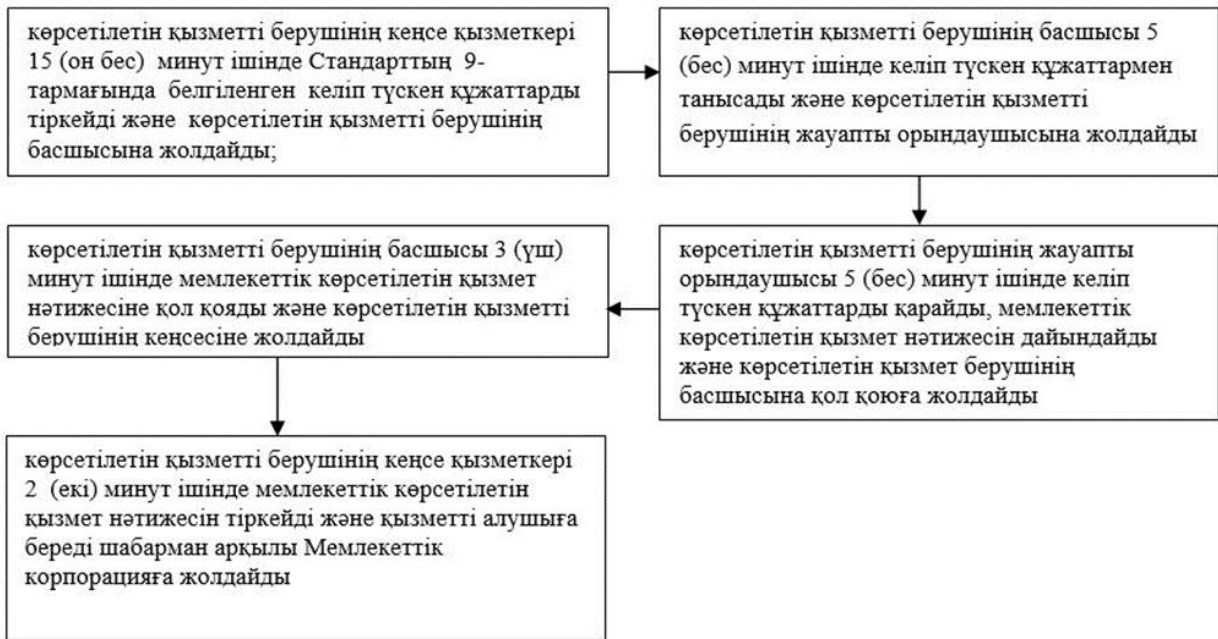 көрсетілетін қызметті берушінің кеңсе қызметкері
15 (он бес) минут ішінде Стандарттың 9-
тармағында белгіленген келіп түскен құжаттарды
тіркейді және көрсетілетін қызметті берушінің
басшысына жолдайды;
көрсетілетін қызметті берушінің басшысы 5
(бес) минут ішінде келіп түскен құжаттармен
танысады және көрсетілетін қызметті
берушінің жауапты орындаушысына жолдайды
көрсетілетін қызметті берушінің жауапты
орындаушысы 5 (бес) минут ішінде келіп
түскен құжаттарды қарайды, мемлекеттік
көрсетілетін қызмет нәтижесін дайындайды
және көрсетілетін қызмет берушінің
басшысына қол қоюға жолдайды
көрсетілетін қызметті берушінің басшысы 3 (үш)
минут ішінде мемлекеттік көрсетілетін қызмет
нәтижесіне қол қояды және көрсетілетін қызметті
берушінің кеңсесіне жолдайды
көрсетілетін қызметті берушінің кеңсе қызметкері
2 (екі) минут ішінде мемлекеттік көрсетілетін
қызмет нәтижесін тіркейді және қызметті алушыға
береді шабарман арқылы Мемлекеттік
корпорацияға жолдайды